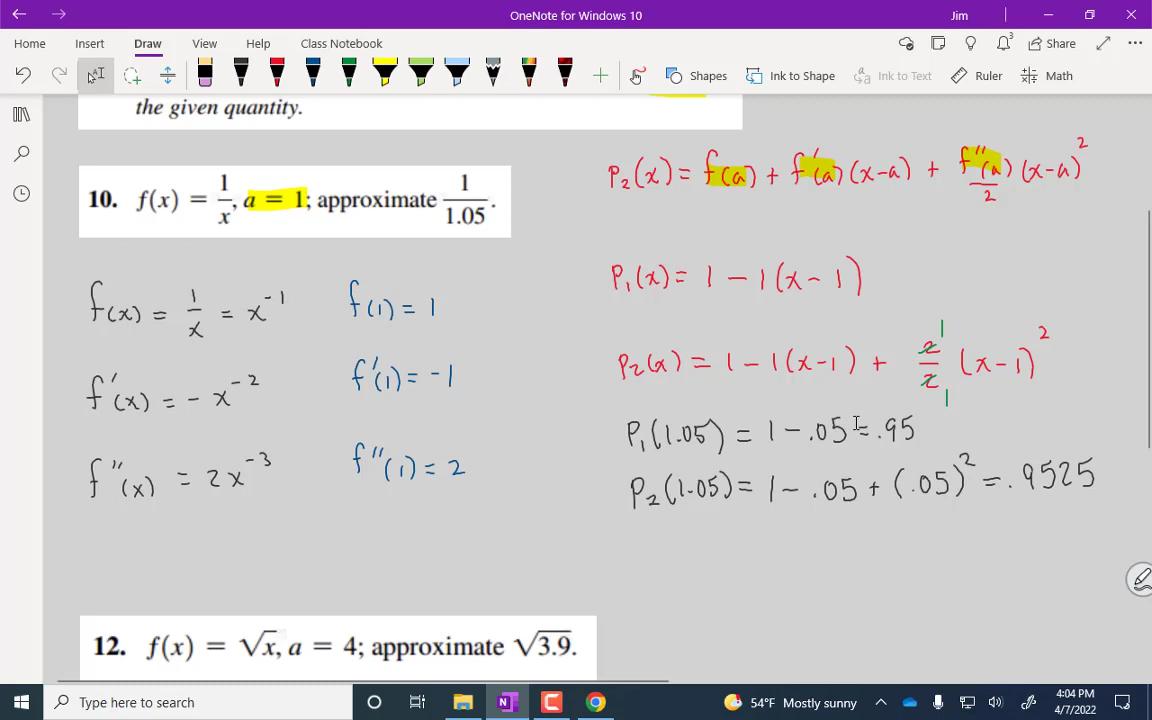 OneNote for Windows 10
Jim
Home Insert Draw View Help Class Notebook
Share
Shapes Ink to Shape Ink to Text Ruler Math
the given quantity.
10. f(x) = 1/x, a = 1; approximate 1/1.05.
P₂(x) = f(a) + f'(a)(x-a) + f''(a)/2 (x-a)²
f(x) = 1/x = x⁻¹
f(1) = 1
P₁(x) = 1 - 1(x-1)
f'(x) = -x⁻²
f'(1) = -1
P₂(x) = 1 - 1(x-1) + 2/2 (x-1)²
1
1
P₁(1.05) = 1 - .05 = .95
f''(x) = 2x⁻³
f''(1) = 2
P₂(1.05) = 1 - .05 + (.05)² = .9525
12. f(x) = √x, a = 4; approximate √3.9.
Type here to search
54°F Mostly sunny
4:04 PM
4/7/2022